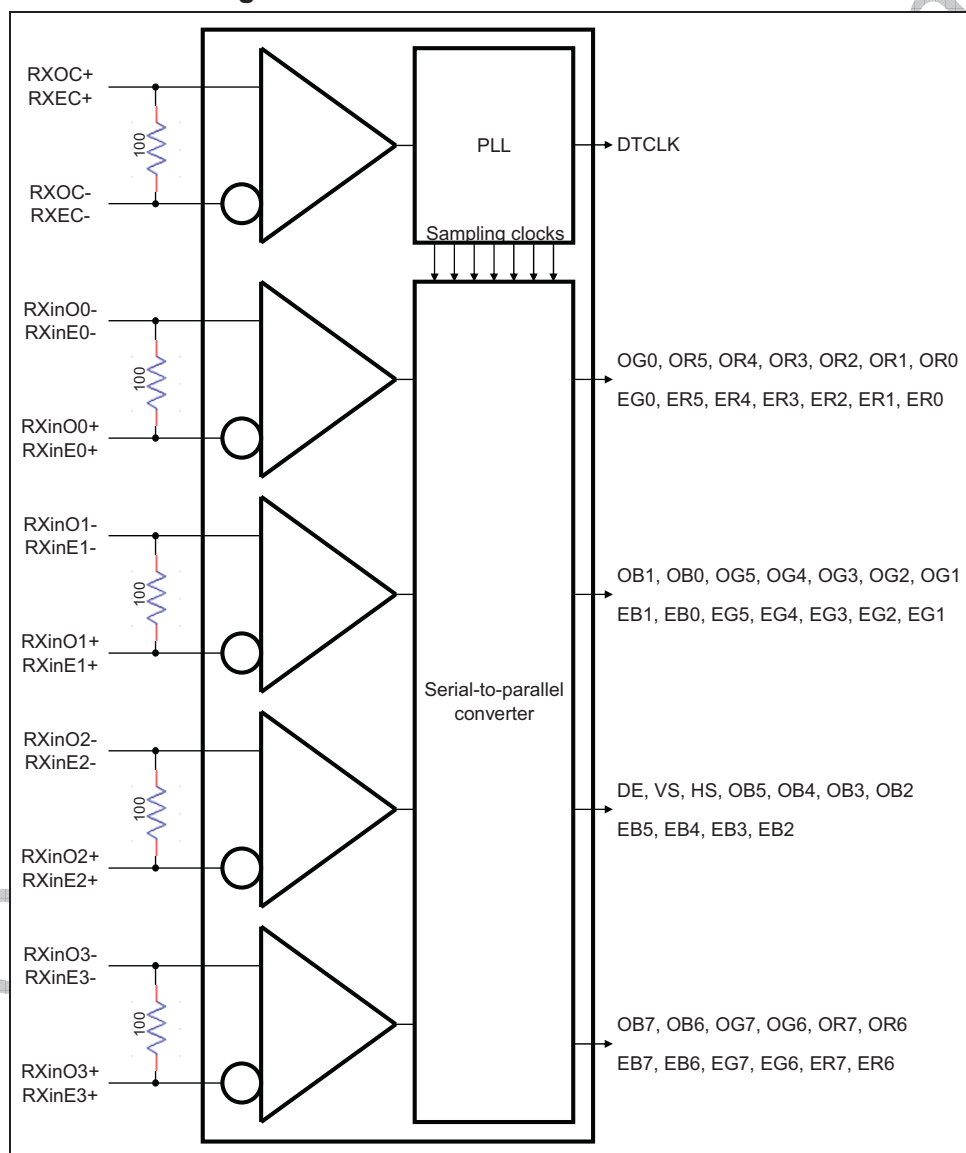 RXOC+
RXEC+
100
RXOC-
RXEC-
PLL
DTCLK
Sampling clocks
RXinO0-
RXinE0-
100
RXinO0+
RXinE0+
OG0, OR5, OR4, OR3, OR2, OR1, OR0
EG0, ER5, ER4, ER3, ER2, ER1, ER0
RXinO1-
RXinE1-
100
RXinO1+
RXinE1+
OB1, OB0, OG5, OG4, OG3, OG2, OG1
EB1, EB0, EG5, EG4, EG3, EG2, EG1
Serial-to-parallel
converter
RXinO2-
RXinE2-
100
RXinO2+
RXinE2+
DE, VS, HS, OB5, OB4, OB3, OB2
EB5, EB4, EB3, EB2
RXinO3-
RXinE3-
100
RXinO3+
RXinE3+
OB7, OB6, OG7, OG6, OR7, OR6
EB7, EB6, EG7, EG6, ER7, ER6